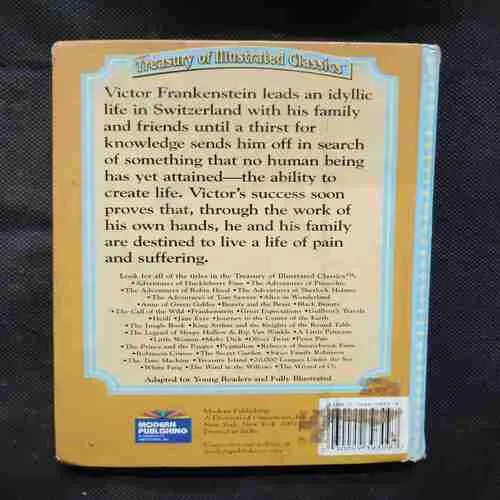 Treasury of Illustrated Classics™
Victor Frankenstein leads an idyllic
life in Switzerland with his family
and friends until a thirst for
knowledge sends him off in search
of something that no human being
has yet attained—the ability to
create life. Victor's success soon
proves that, through the work of
his own hands, he and his family
are destined to live a life of pain
and suffering.
Look for all of the titles in the Treasury of Illustrated Classics™:
•Adventures of Huckleberry Finn •The Adventures of Pinocchio
•The Adventures of Robin Hood •The Adventures of Sherlock Holmes
•The Adventures of Tom Sawyer •Alice in Wonderland
•Anne of Green Gables •Beauty and the Beast •Black Beauty
•The Call of the Wild •Frankenstein •Great Expectations •Gulliver's Travels
•Heidi •Jane Eyre •Journey to the Center of the Earth
•The Jungle Book •King Arthur and the Knights of the Round Table
•The Legend of Sleepy Hollow & Rip Van Winkle •A Little Princess
•Little Women •Moby Dick •Oliver Twist •Peter Pan
•The Prince and the Pauper •Pygmalion •Rebecca of Sunnybrook Farm
•Robinson Crusoe •The Secret Garden •Swiss Family Robinson
•The Time Machine •Treasure Island •20,000 Leagues Under the Sea
•White Fang •The Wind in the Willows •The Wizard of Oz
Adapted for Young Readers and Fully Illustrated
MODERN
PUBLISHING
Modern Publishing
A Division of Unisystems, Inc.
New York, New York
Printed in India